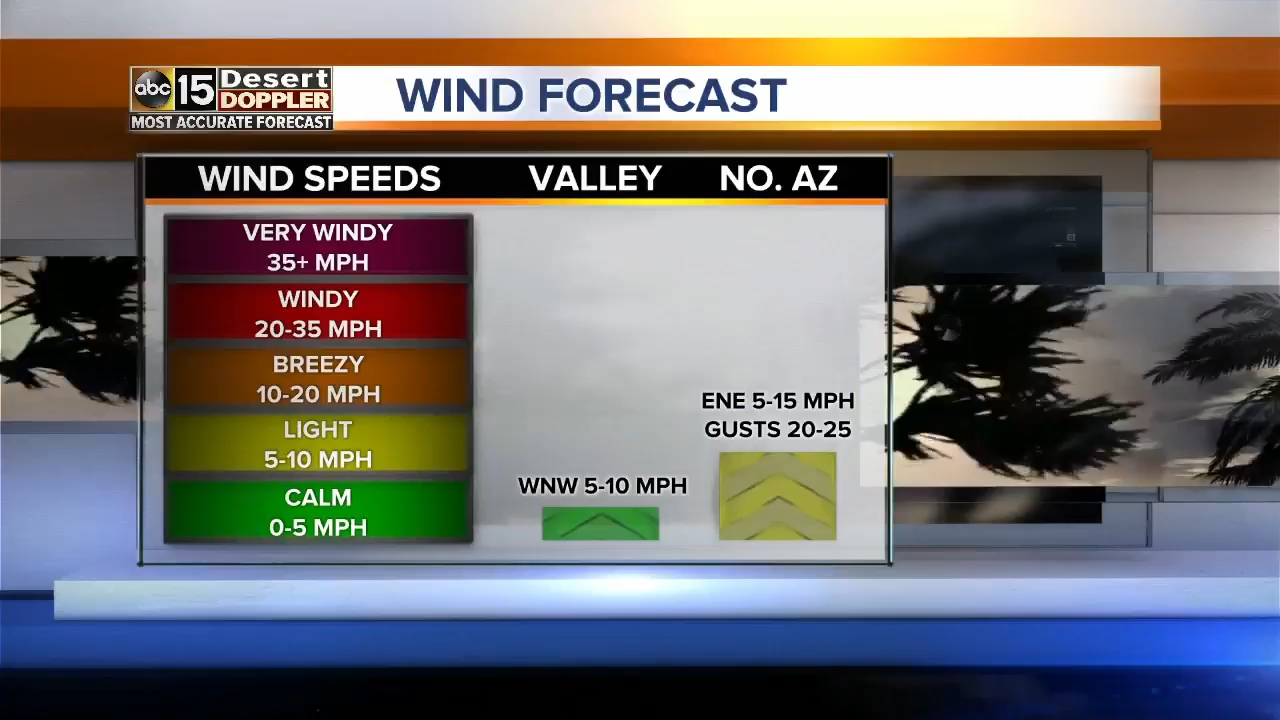 abc 15 Desert
DOPPLER
MOST ACCURATE FORECAST
WIND FORECAST
WIND SPEEDS VALLEY NO. AZ
VERY WINDY
35+ MPH
WINDY
20-35 MPH
BREEZY
10-20 MPH
LIGHT
5-10 MPH
CALM
0-5 MPH
WNW 5-10 MPH
ENE 5-15 MPH
GUSTS 20-25